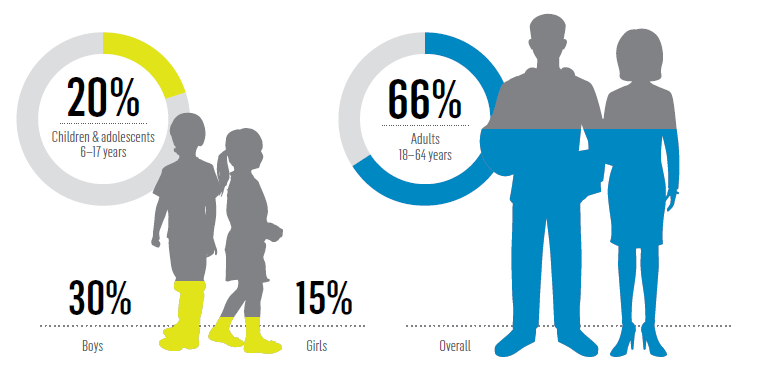 20%
Children & adolescents
6–17 years
66%
Adults
18–64 years
30%
15%
Boys
Girls
Overall